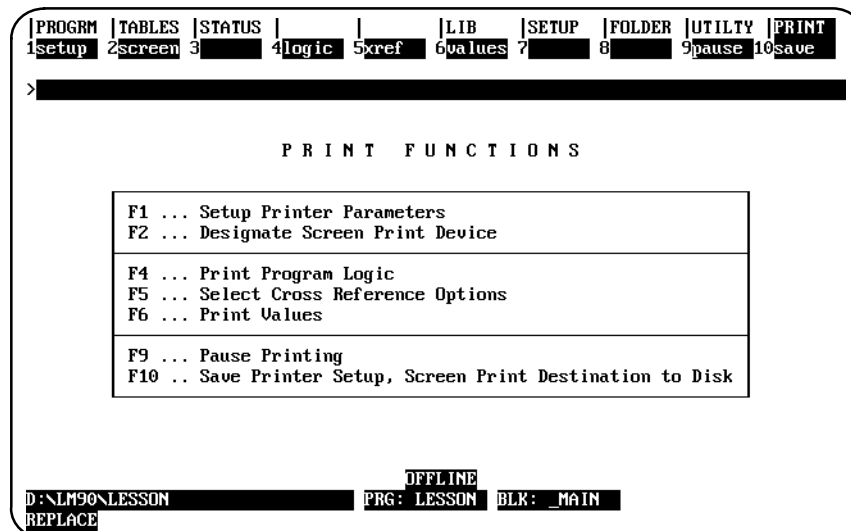 |PROGRM |TABLES |STATUS | | |LIB |SETUP |FOLDER |UTILTY |PRINT
1setup 2screen 3 4logic 5xref 6values 7 8 9pause 10save
>
P R I N T F U N C T I O N S
F1 ... Setup Printer Parameters
F2 ... Designate Screen Print Device
F4 ... Print Program Logic
F5 ... Select Cross Reference Options
F6 ... Print Values
F9 ... Pause Printing
F10 .. Save Printer Setup, Screen Print Destination to Disk
OFFLINE
D:\LM90\LESSON PRG: LESSON BLK: _MAIN
REPLACE